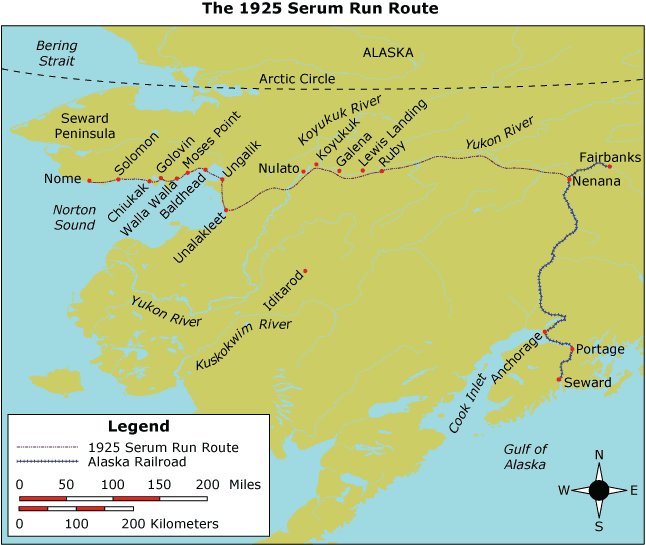 The 1925 Serum Run Route
Bering
Strait
ALASKA
Arctic Circle
Seward
Peninsula
Koyukuk River
Yukon River
Nome
Solomon
Chiukak
Golovin
Walla Walla
Moses Point
Baldhead
Ungalik
Unalakleet
Nulato
Koyukuk
Galena
Lewis Landing
Ruby
Fairbanks
Nenana
Norton
Sound
Iditarod
Yukon River
Kuskokwim River
Anchorage
Portage
Seward
Cook Inlet
Gulf of
Alaska
Legend
1925 Serum Run Route
Alaska Railroad
0 50 100 150 200 Miles
0 100 200 Kilometers
N
W E
S